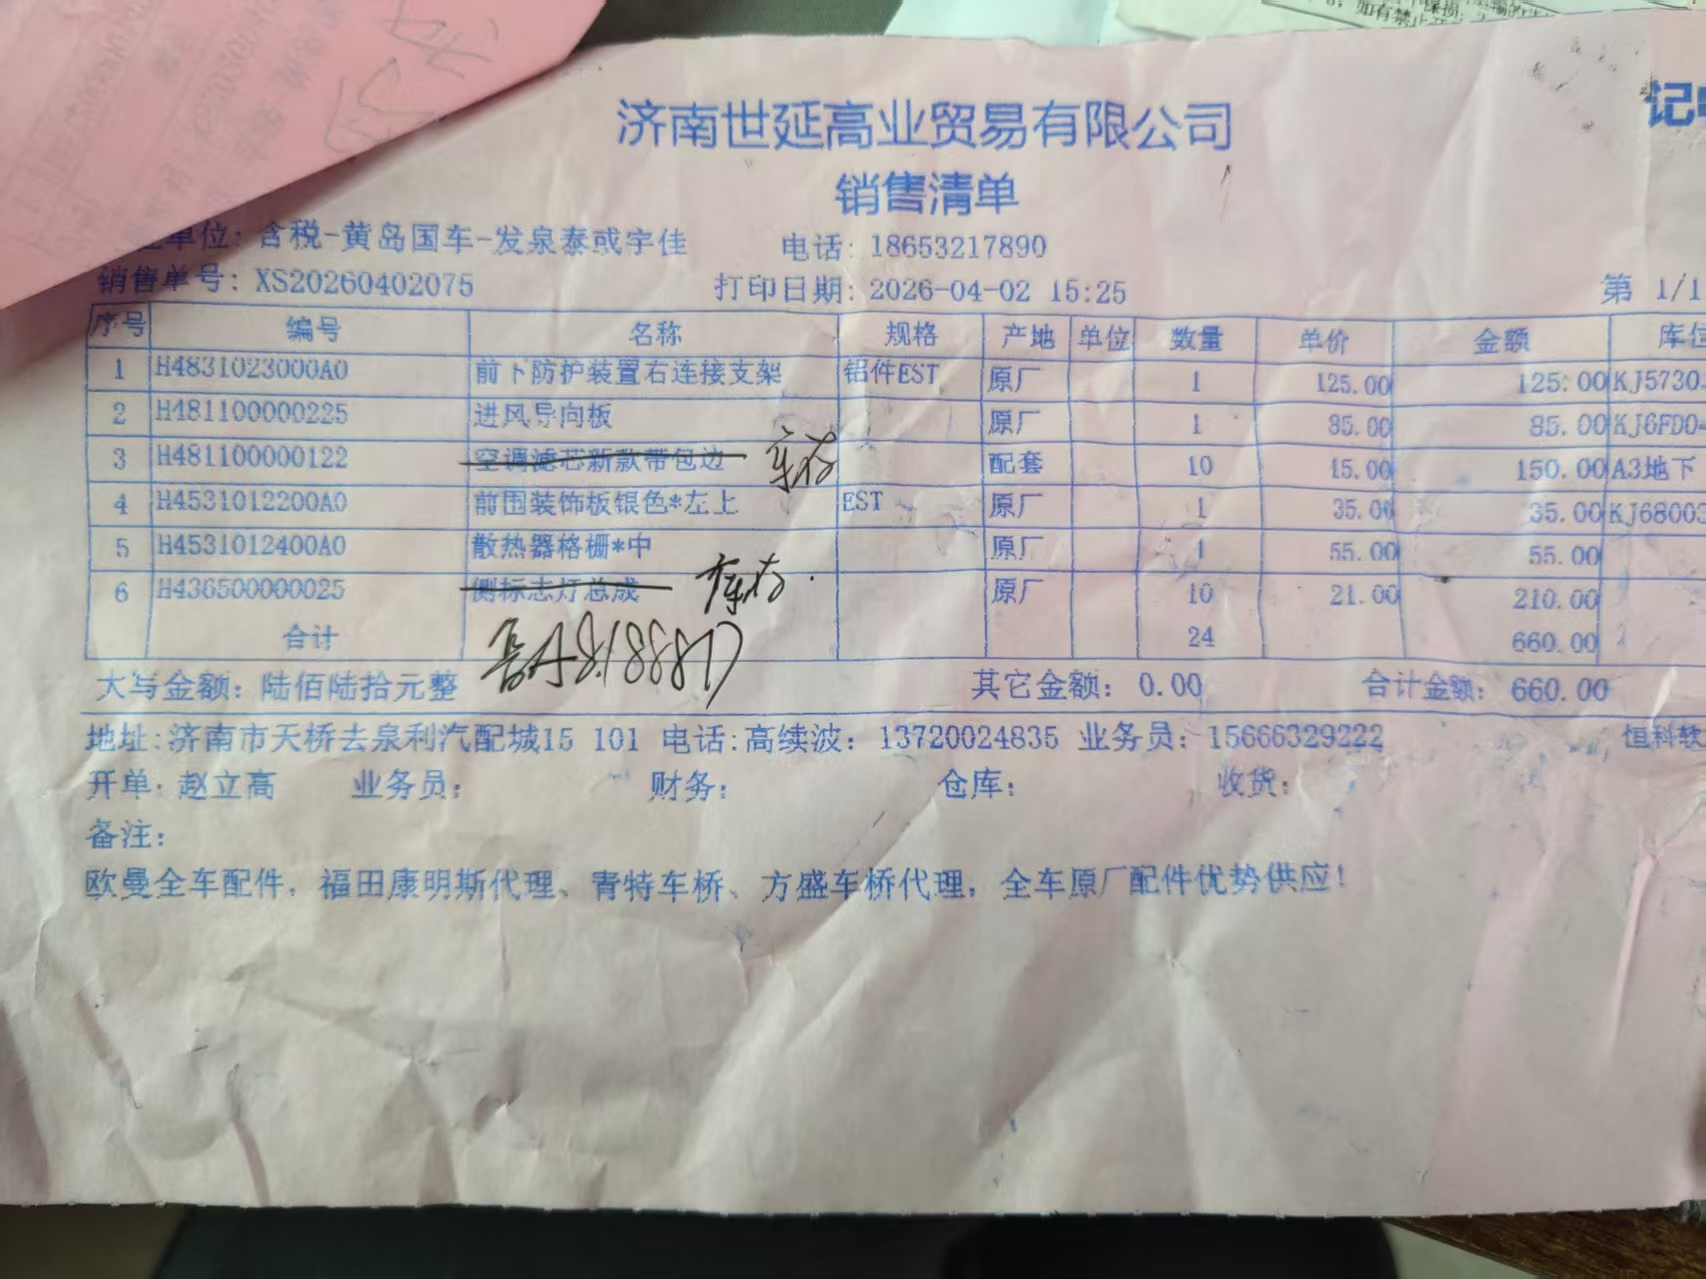 济南世延高业贸易有限公司
销售清单
单位: 含税-黄岛国车-发泉泰或宇佳 电话: 18653217890
销售单号: XS20260402075 打印日期: 2026-04-02 15:25 第 1/1
序号 编号 名称 规格 产地 单位 数量 单价 金额 库位
1 H4831023000A0 前下防护装置右连接支架 铝件EST 原厂 1 125.00 125.00 KJ5730
2 H481100000225 进风导向板 原厂 1 85.00 85.00 KJ6FD0
3 H481100000122 空调滤芯新款带包边 库存 配套 10 15.00 150.00 A3地下
4 H4531012200A0 前围装饰板银色*左上 EST 原厂 1 35.00 35.00 KJ68003
5 H4531012400A0 散热器格栅*中 原厂 1 55.00 55.00
6 H436500000025 侧标志灯总成 库存 原厂 10 21.00 210.00
合计 24 660.00
大写金额: 陆佰陆拾元整 其它金额: 0.00 合计金额: 660.00
地址:济南市天桥去泉利汽配城15 101 电话:高续波: 13720024835 业务员: 15666329222 恒科软
开单: 赵立高 业务员: 财务: 仓库: 收货:
备注:
欧曼全车配件, 福田康明斯代理、青特车桥、方盛车桥代理, 全车原厂配件优势供应!